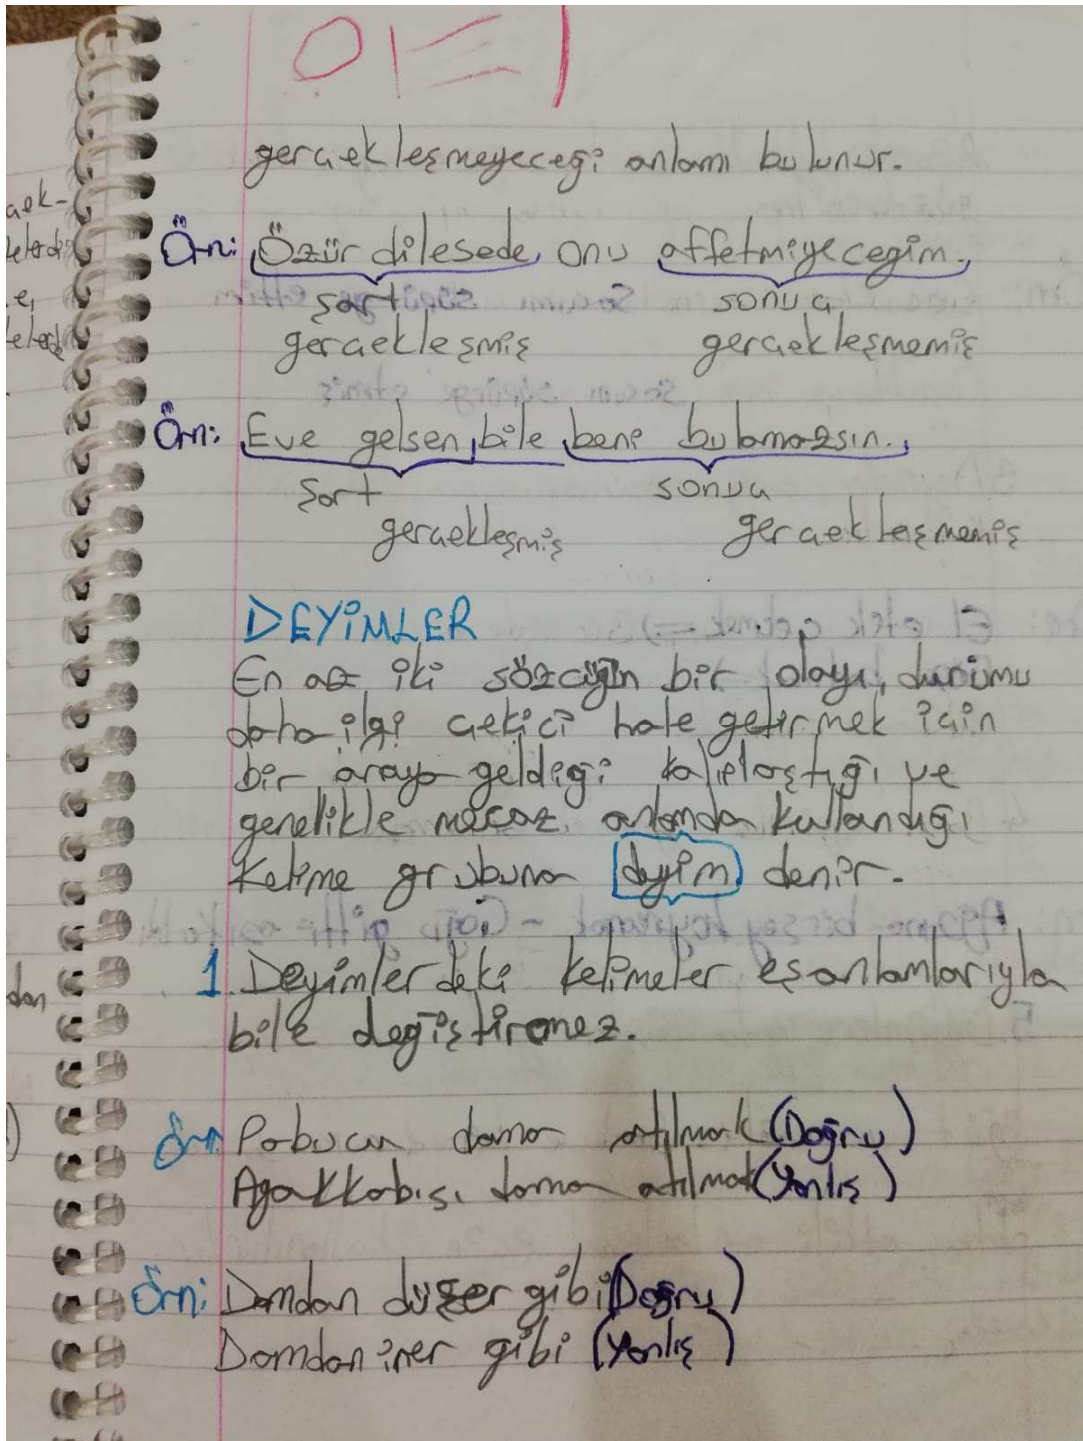 gerçekleşmeyeceği anlamı bulunur.
Örn: Özür dilesede onu affetmiyecegim.
şart sonuç
gerçekleşmiş gerçekleşmemiş
Örn: Eve gelsen bile beni bulamazsın.
şart sonuç
gerçekleşmiş gerçekleşmemiş
DEYİMLER
En az iki sözcüğün bir olayı, durumu
daha ilgi çekici hale getirmek için
bir araya geldiği kalıplaştığı ve
genellikle mecaz anlamda kullandığı
kelime grubuna deyim denir.
1. Deyimlerdeki kelimeler eşanlamlarıyla
bile değiştiremez.
Örn: Pabucu dama atılmak (Doğru)
Ayakkabısı dama atılmak (Yanlış)
Örn: Damdan düşer gibi (Doğru)
Damdan iner gibi (Yanlış)